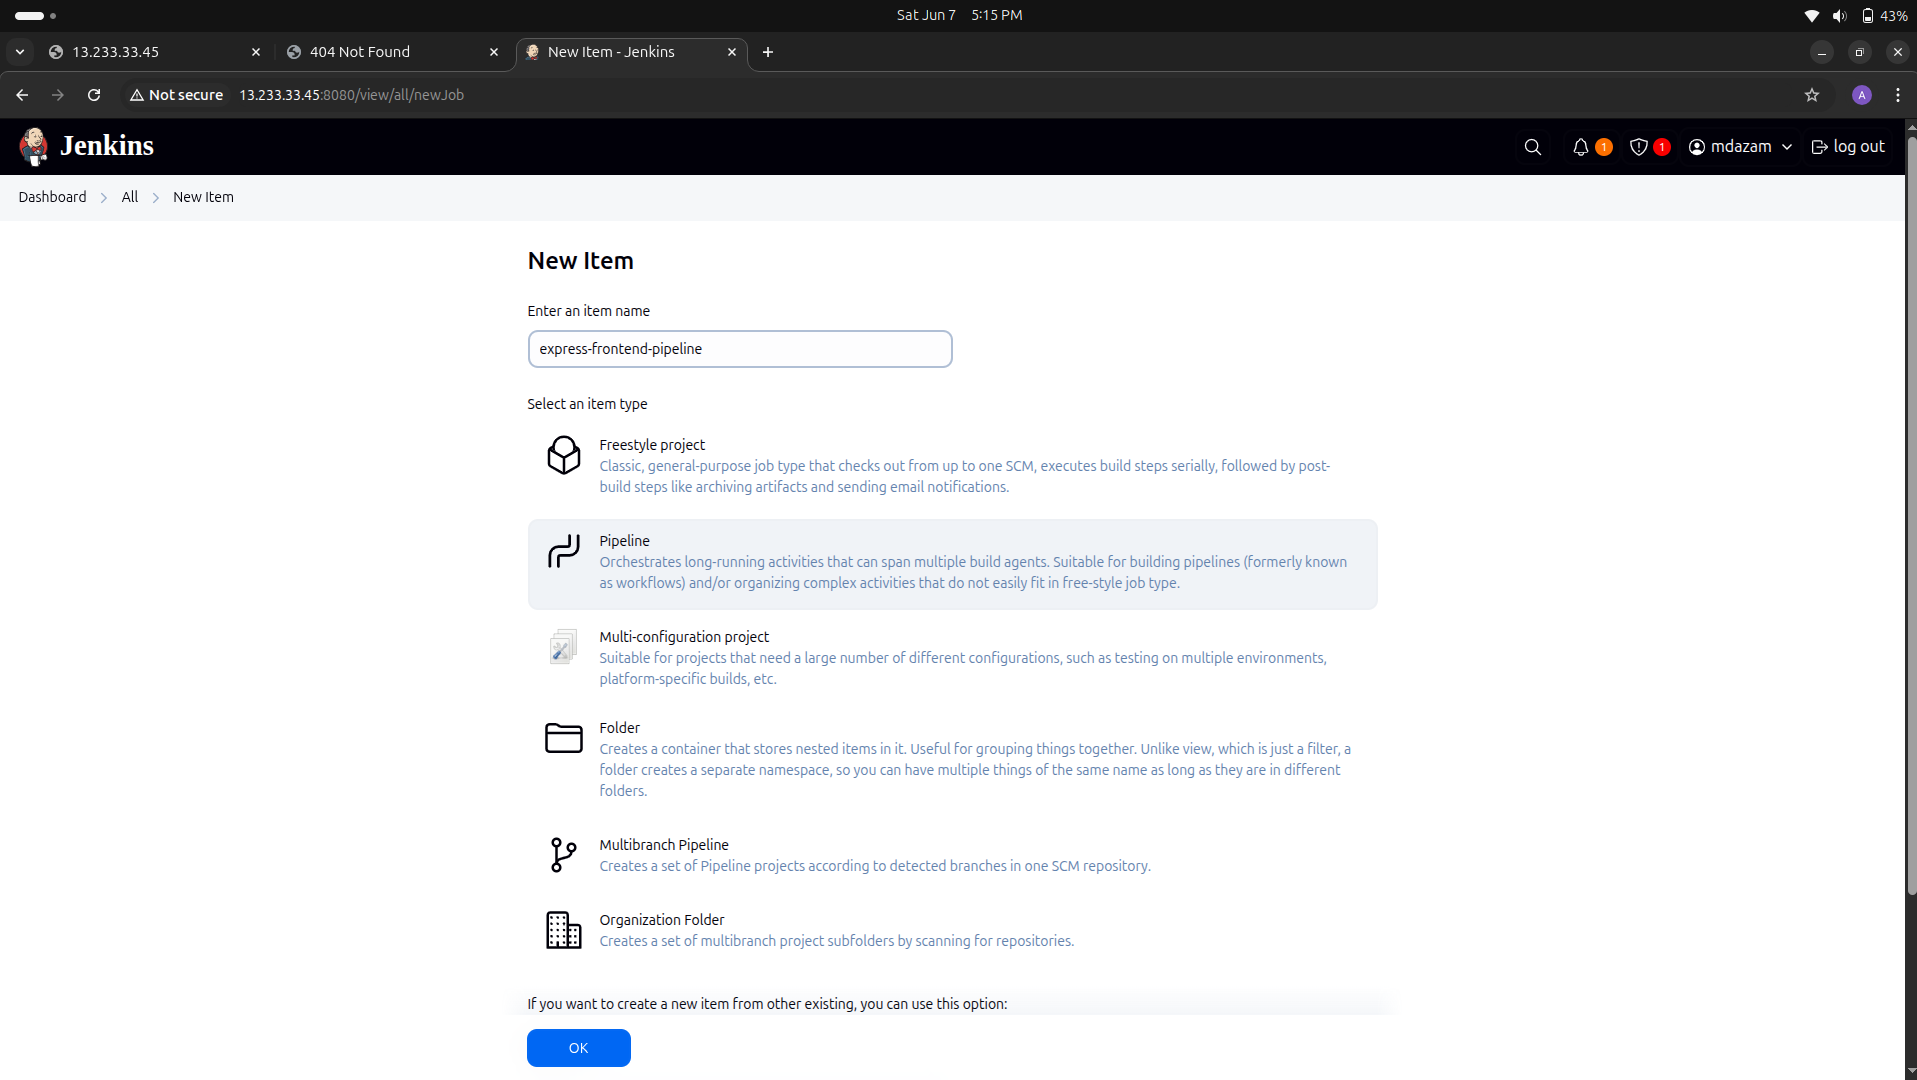 Sat Jun 7 5:15 PM
43%
13.233.33.45
404 Not Found
New Item - Jenkins
Not secure 13.233.33.45:8080/view/all/newJob
A
Jenkins
1
1
mdazam
log out
Dashboard
All
New Item
New Item
Enter an item name
express-frontend-pipeline
Select an item type
Freestyle project
Classic, general-purpose job type that checks out from up to one SCM, executes build steps serially, followed by post-
build steps like archiving artifacts and sending email notifications.
Pipeline
Orchestrates long-running activities that can span multiple build agents. Suitable for building pipelines (formerly known
as workflows) and/or organizing complex activities that do not easily fit in free-style job type.
Multi-configuration project
Suitable for projects that need a large number of different configurations, such as testing on multiple environments,
platform-specific builds, etc.
Folder
Creates a container that stores nested items in it. Useful for grouping things together. Unlike view, which is just a filter, a
folder creates a separate namespace, so you can have multiple things of the same name as long as they are in different
folders.
Multibranch Pipeline
Creates a set of Pipeline projects according to detected branches in one SCM repository.
Organization Folder
Creates a set of multibranch project subfolders by scanning for repositories.
If you want to create a new item from other existing, you can use this option:
OK